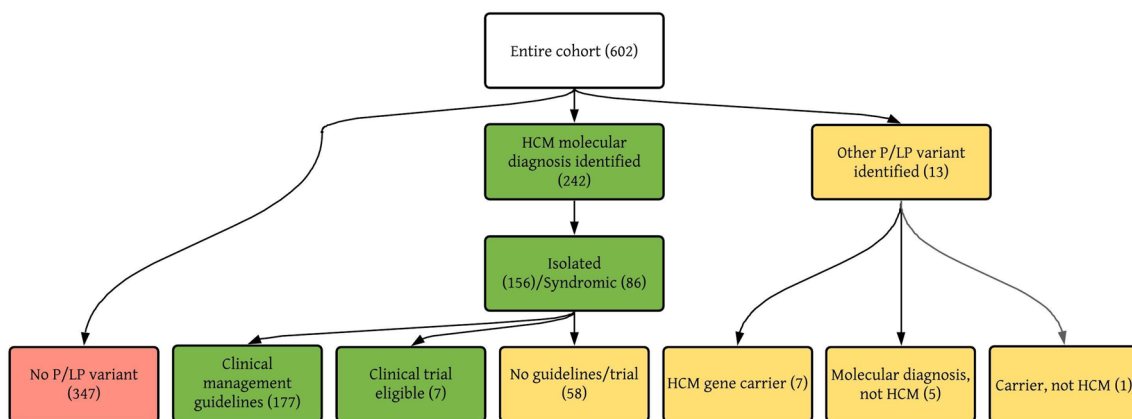 Entire cohort (602)
HCM molecular
diagnosis identified
(242)
Other P/LP variant
identified (13)
Isolated
(156)/Syndromic (86)
No P/LP variant
(347)
Clinical
management
guidelines (177)
Clinical trial
eligible (7)
No guidelines/trial
(58)
HCM gene carrier (7)
Molecular diagnosis,
not HCM (5)
Carrier, not HCM (1)